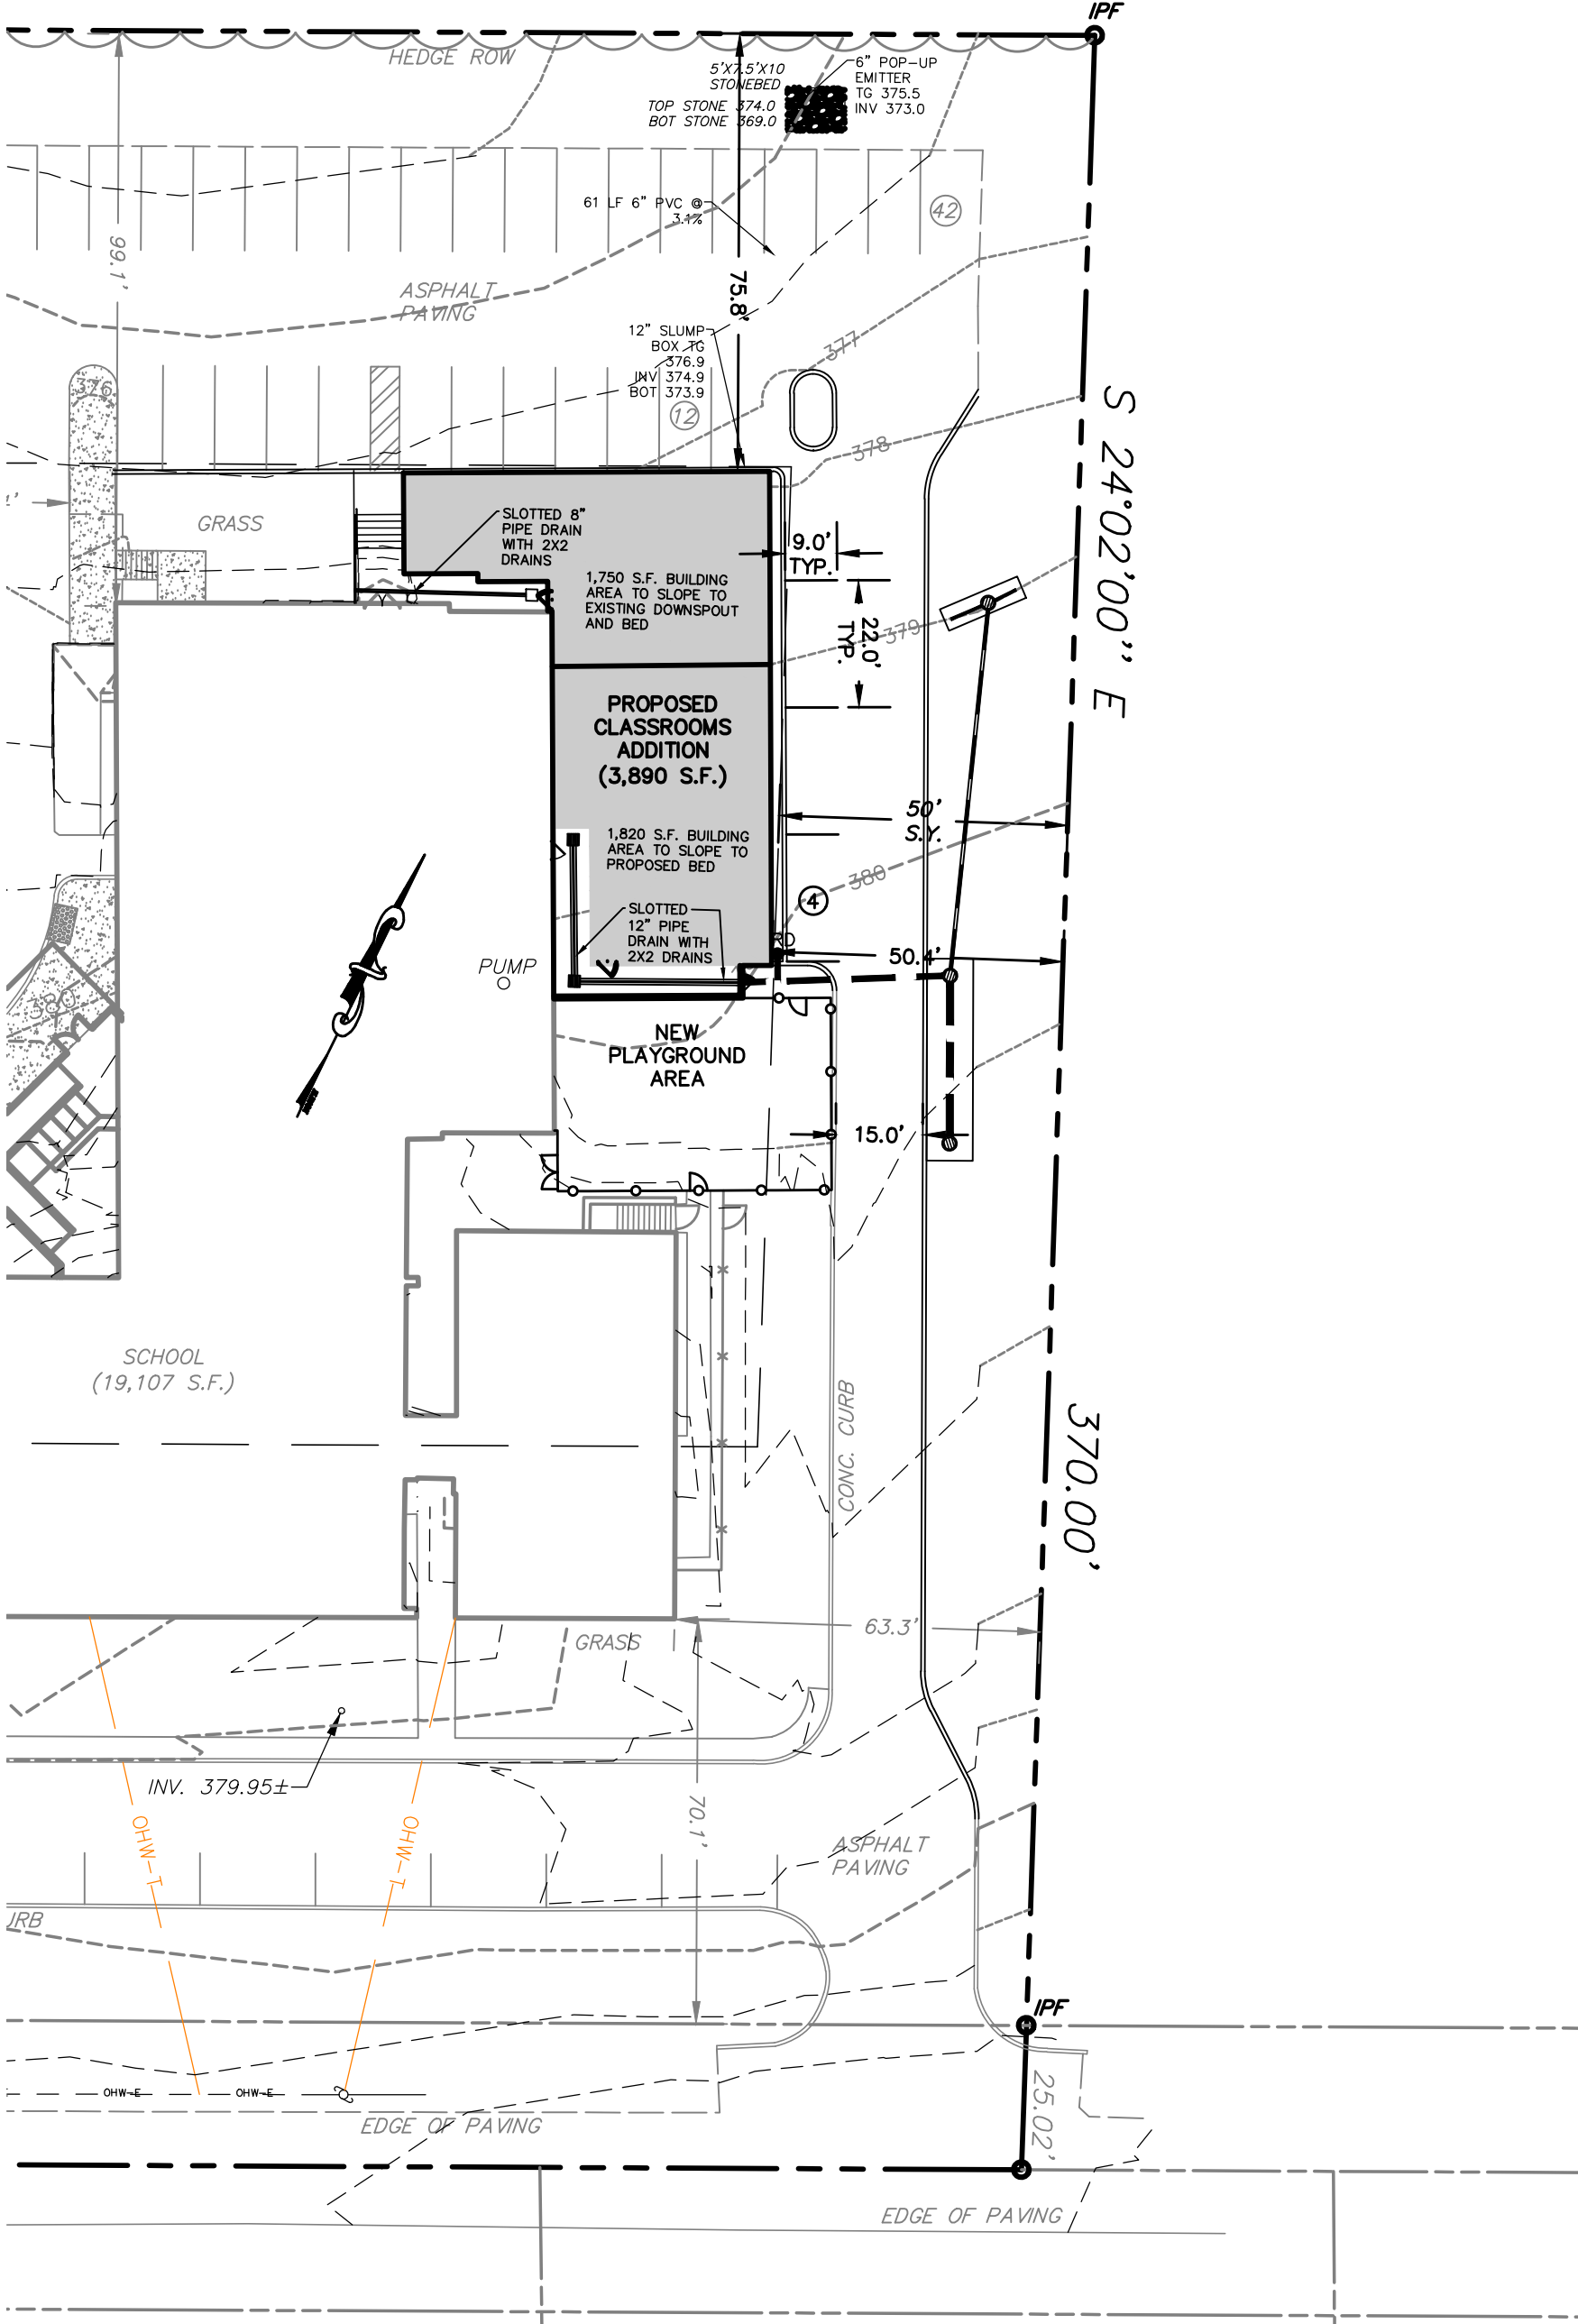 IPF
HEDGE ROW
5'X7.5'X10
STONEBED
TOP STONE 374.0
BOT STONE 369.0
6" POP-UP
EMITTER
TG 375.5
INV 373.0
61 LF 6" PVC @
3.1%
42
99.1'
75.8'
ASPHALT
PAVING
12" SLUMP
BOX TG
376.9
INV 374.9
BOT 373.9
12
377
376
378
S 24°02'00" E
GRASS
SLOTTED 8"
PIPE DRAIN
WITH 2X2
DRAINS
9.0'
TYP.
1,750 S.F. BUILDING
AREA TO SLOPE TO
EXISTING DOWNSPOUT
AND BED
22.0'
TYP.
379
PROPOSED
CLASSROOMS
ADDITION
(3,890 S.F.)
50'
S.Y.
1,820 S.F. BUILDING
AREA TO SLOPE TO
PROPOSED BED
380
4
SLOTTED
12" PIPE
DRAIN WITH
2X2 DRAINS
50.4'
PUMP
380
NEW
PLAYGROUND
AREA
15.0'
SCHOOL
(19,107 S.F.)
CONC. CURB
370.00'
63.3'
GRASS
INV. 379.95±
OHW-T
OHW-T
70.1'
ASPHALT
PAVING
URB
IPF
OHW-E
OHW-E
25.02'
EDGE OF PAVING
EDGE OF PAVING